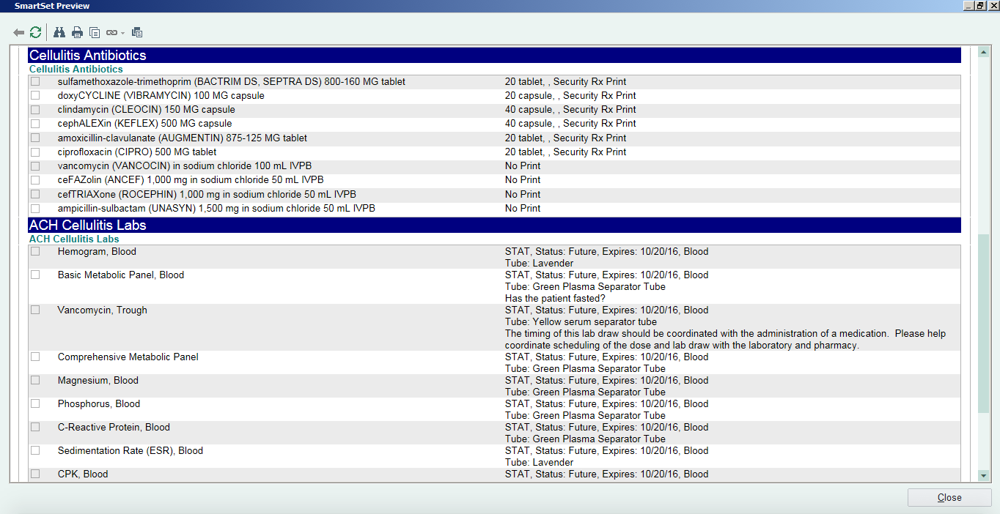 SmartSet Preview
Cellulitis Antibiotics
Cellulitis Antibiotics
sulfamethoxazole-trimethoprim (BACTRIM DS, SEPTRA DS) 800-160 MG tablet 20 tablet, , Security Rx Print
doxyCYCLINE (VIBRAMYCIN) 100 MG capsule 20 capsule, , Security Rx Print
clindamycin (CLEOCIN) 150 MG capsule 40 capsule, , Security Rx Print
cephALEXin (KEFLEX) 500 MG capsule 40 capsule, , Security Rx Print
amoxicillin-clavulanate (AUGMENTIN) 875-125 MG tablet 20 tablet, , Security Rx Print
ciprofloxacin (CIPRO) 500 MG tablet 20 tablet, , Security Rx Print
vancomycin (VANCOCIN) in sodium chloride 100 mL IVPB No Print
ceFAZolin (ANCEF) 1,000 mg in sodium chloride 50 mL IVPB No Print
cefTRIAXone (ROCEPHIN) 1,000 mg in sodium chloride 50 mL IVPB No Print
ampicillin-sulbactam (UNASYN) 1,500 mg in sodium chloride 50 mL IVPB No Print
ACH Cellulitis Labs
ACH Cellulitis Labs
Hemogram, Blood STAT, Status: Future, Expires: 10/20/16, Blood
Tube: Lavender
Basic Metabolic Panel, Blood STAT, Status: Future, Expires: 10/20/16, Blood
Tube: Green Plasma Separator Tube
Has the patient fasted?
Vancomycin, Trough STAT, Status: Future, Expires: 10/20/16, Blood
Tube: Yellow serum separator tube
The timing of this lab draw should be coordinated with the administration of a medication. Please help
coordinate scheduling of the dose and lab draw with the laboratory and pharmacy.
Comprehensive Metabolic Panel STAT, Status: Future, Expires: 10/20/16, Blood
Tube: Green Plasma Separator Tube
Magnesium, Blood STAT, Status: Future, Expires: 10/20/16, Blood
Tube: Green Plasma Separator Tube
Phosphorus, Blood STAT, Status: Future, Expires: 10/20/16, Blood
Tube: Green Plasma Separator Tube
C-Reactive Protein, Blood STAT, Status: Future, Expires: 10/20/16, Blood
Tube: Green Plasma Separator Tube
Sedimentation Rate (ESR), Blood STAT, Status: Future, Expires: 10/20/16, Blood
Tube: Lavender
CPK, Blood STAT, Status: Future, Expires: 10/20/16, Blood
Close